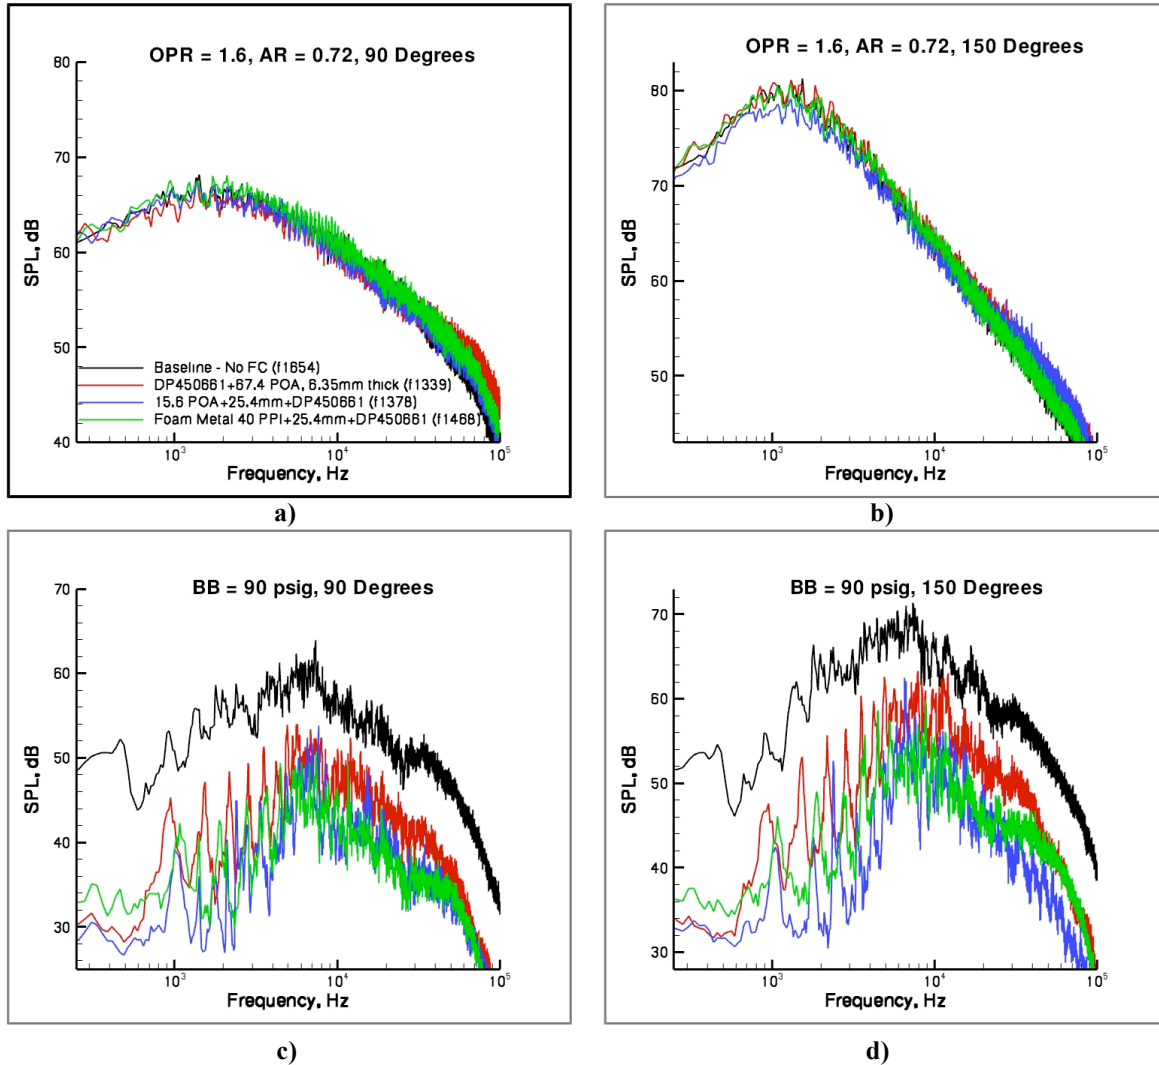 OPR = 1.6, AR = 0.72, 90 Degrees
80
70
60
50
40
SPL, dB
Baseline - No FC (f1654)
DP450661+67.4 POA, 6.35mm thick (f1339)
15.6 POA+25.4mm+DP450661 (f1378)
Foam Metal 40 PPI+25.4mm+DP450661 (f1468)
10³ 10⁴ 10⁵
Frequency, Hz
a)
OPR = 1.6, AR = 0.72, 150 Degrees
80
70
60
50
SPL, dB
10³ 10⁴ 10⁵
Frequency, Hz
b)
BB = 90 psig, 90 Degrees
70
60
50
40
30
SPL, dB
10³ 10⁴ 10⁵
Frequency, Hz
c)
BB = 90 psig, 150 Degrees
70
60
50
40
30
SPL, dB
10³ 10⁴ 10⁵
Frequency, Hz
d)